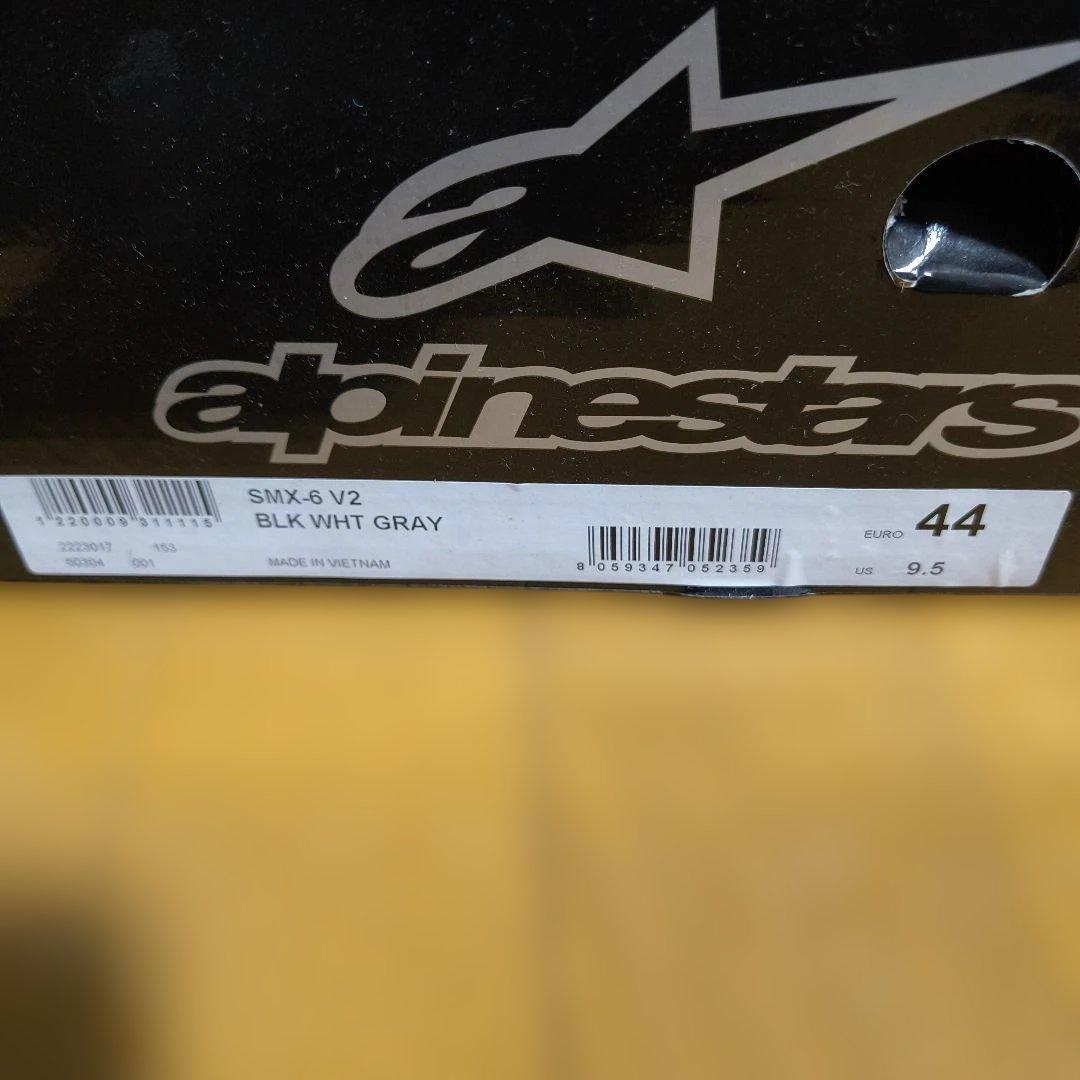 alpinestars
1 220009 311115
SMX-6 V2
BLK WHT GRAY
2223017 / 153
50304 001
MADE IN VIETNAM
8 059347 052359
EURO 44
US 9.5